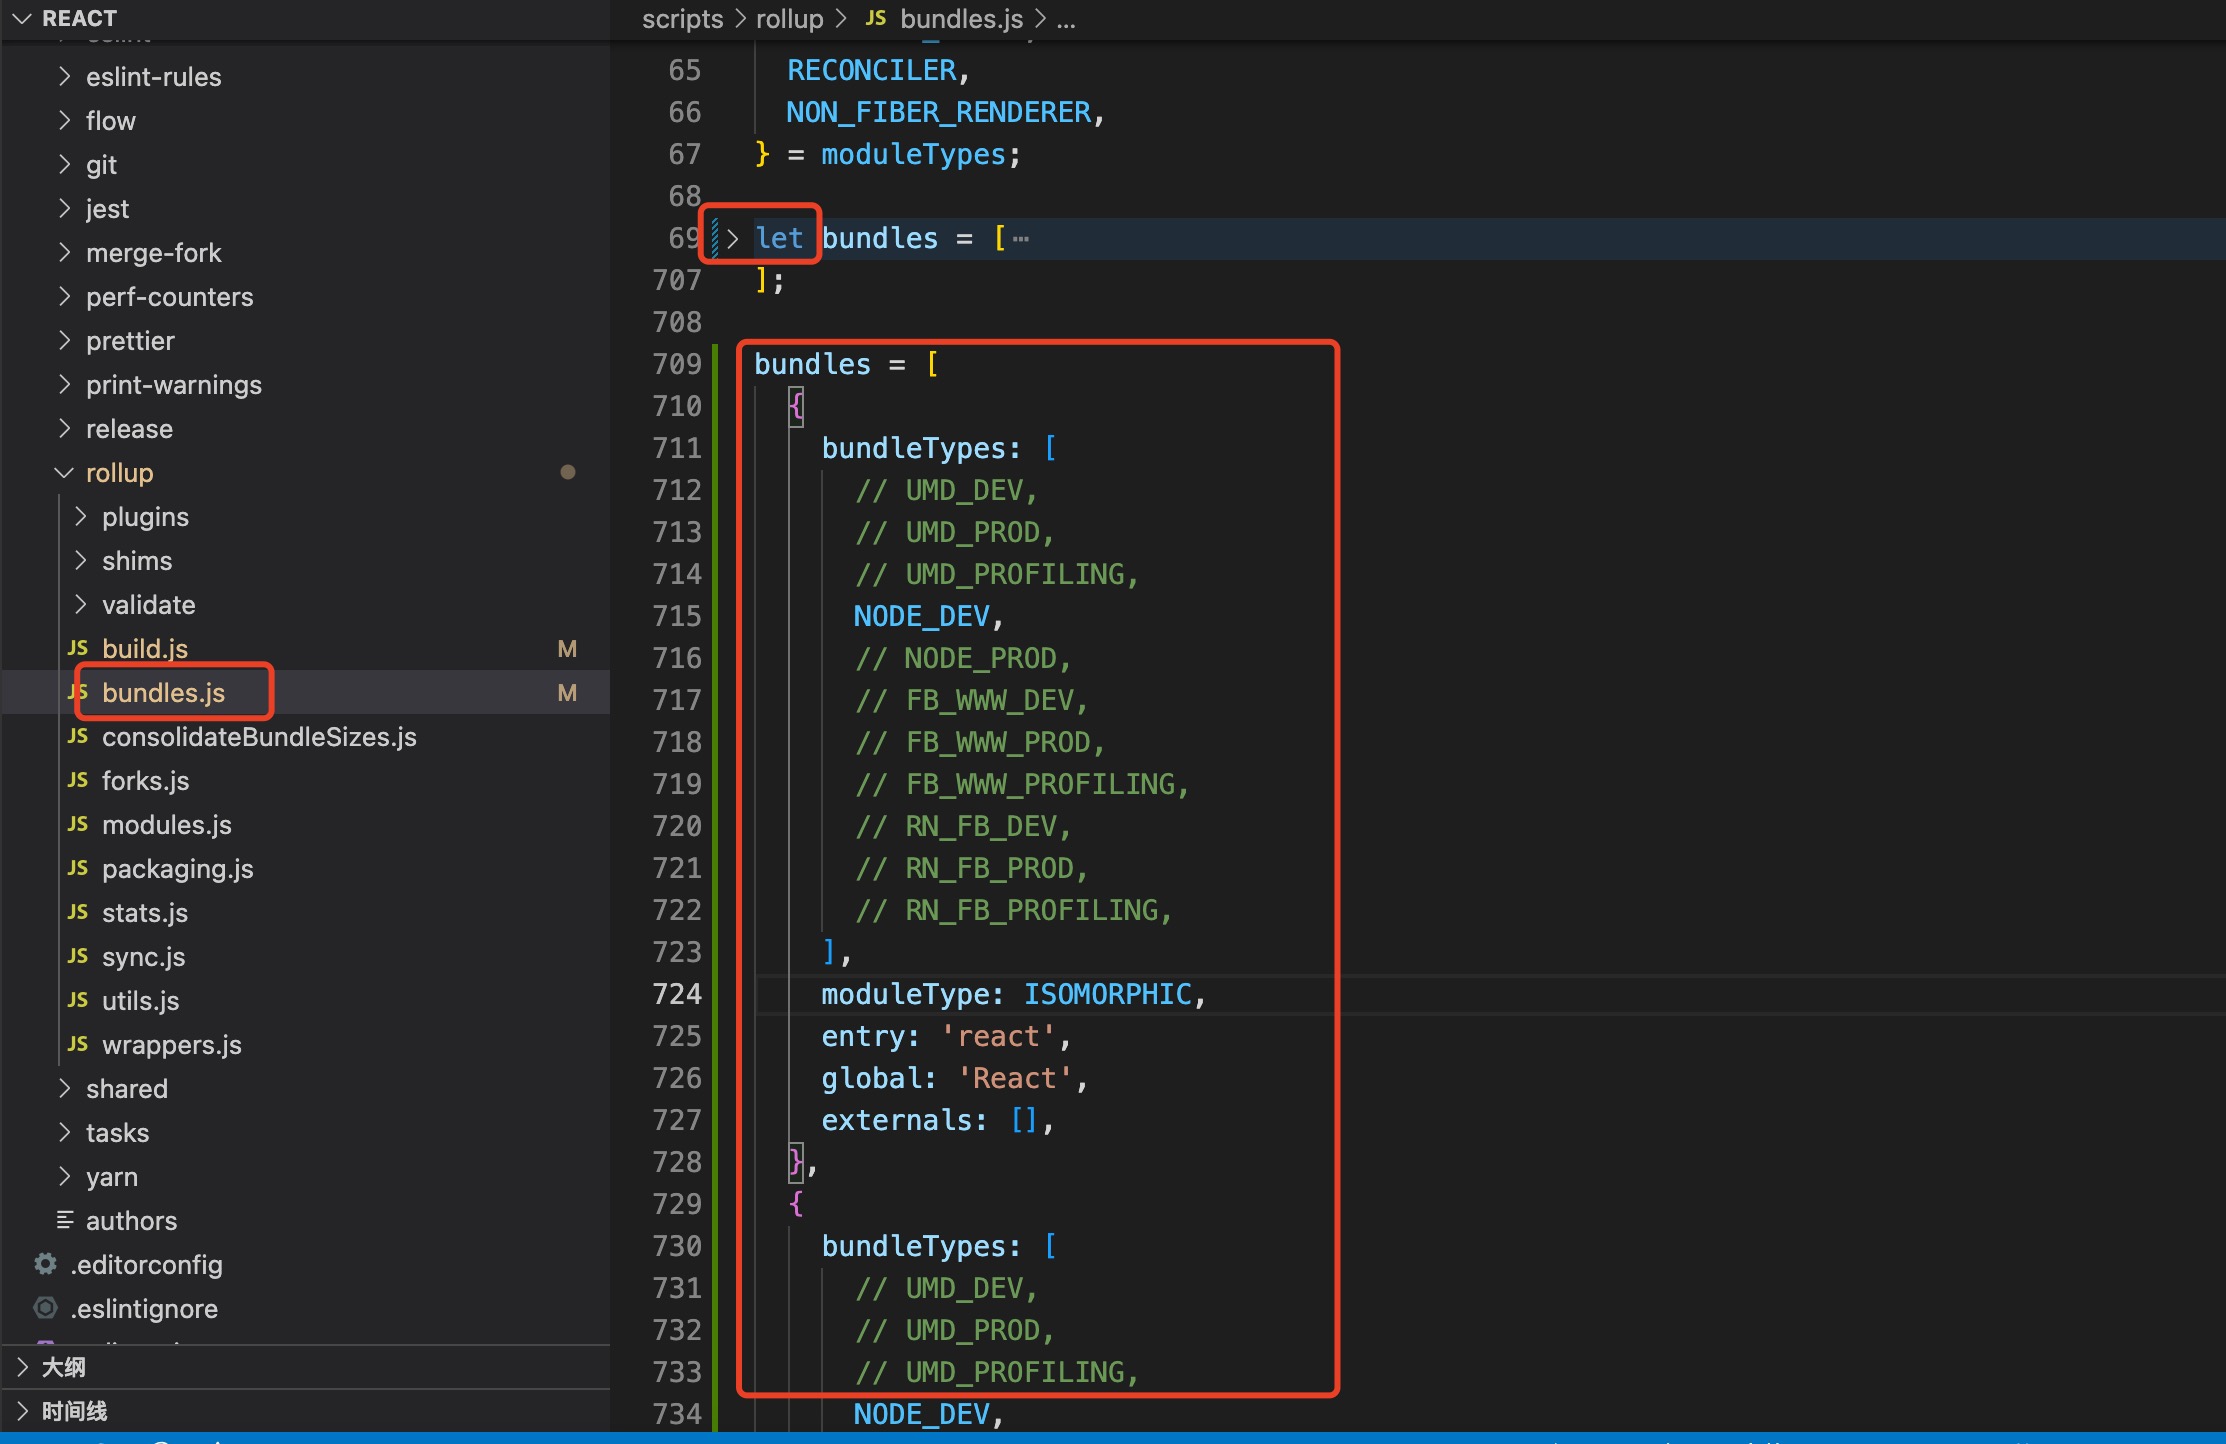 REACT
eslint-rules
flow
git
jest
merge-fork
perf-counters
prettier
print-warnings
release
rollup
plugins
shims
validate
JS build.js M
JS bundles.js M
JS consolidateBundleSizes.js
JS forks.js
JS modules.js
JS packaging.js
JS stats.js
JS sync.js
JS utils.js
JS wrappers.js
shared
tasks
yarn
authors
.editorconfig
.eslintignore
大纲
时间线
scripts > rollup > JS bundles.js > ...
65 RECONCILER,
66 NON_FIBER_RENDERER,
67 } = moduleTypes;
68
69 > let bundles = [ ⋯
707 ];
708
709 bundles = [
710 {
711 bundleTypes: [
712 // UMD_DEV,
713 // UMD_PROD,
714 // UMD_PROFILING,
715 NODE_DEV,
716 // NODE_PROD,
717 // FB_WWW_DEV,
718 // FB_WWW_PROD,
719 // FB_WWW_PROFILING,
720 // RN_FB_DEV,
721 // RN_FB_PROD,
722 // RN_FB_PROFILING,
723 ],
724 moduleType: ISOMORPHIC,
725 entry: 'react',
726 global: 'React',
727 externals: [],
728 },
729 {
730 bundleTypes: [
731 // UMD_DEV,
732 // UMD_PROD,
733 // UMD_PROFILING,
734 NODE_DEV,